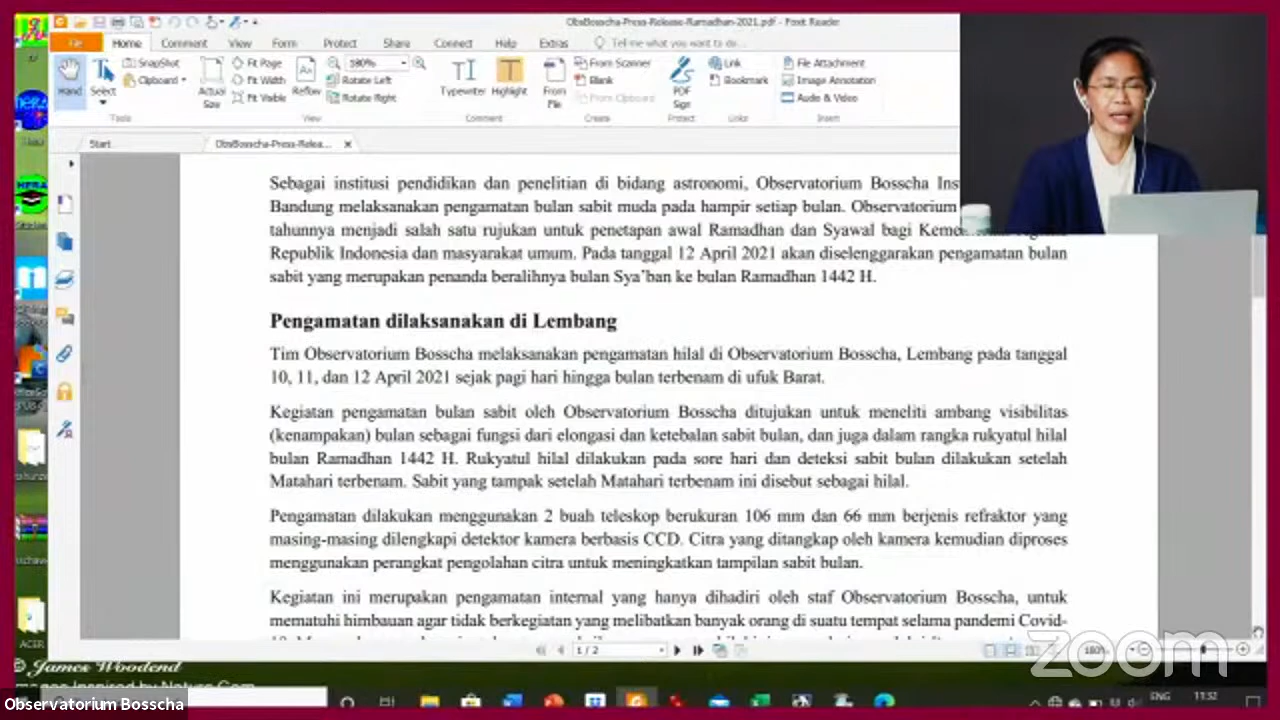 ObsBosscha-Press-Release-Ramadhan-2021.pdf - Foxit Reader
File Home Comment View Form Protect Share Connect Help Extras Tell me what you want to do...
Hand
Select
SnapShot
Clipboard
Actual Size
Fit Page
Fit Width
Fit Visible
Reflow
180%
Rotate Left
Rotate Right
Typewriter
Highlight
From File
From Scanner
Blank
From Clipboard
PDF Sign
Link
Bookmark
File Attachment
Image Annotation
Audio & Video
Tools View Comment Create Protect Links Insert
Start ObsBosscha-Press-Relea...
Sebagai institusi pendidikan dan penelitian di bidang astronomi, Observatorium Bosscha Ins
Bandung melaksanakan pengamatan bulan sabit muda pada hampir setiap bulan. Observatorium
tahunnya menjadi salah satu rujukan untuk penetapan awal Ramadhan dan Syawal bagi
Republik Indonesia dan masyarakat umum. Pada tanggal 12 April 2021 akan diselenggarakan pengamatan bulan
sabit yang merupakan penanda beralihnya bulan Sya’ban ke bulan Ramadhan 1442 H.
Pengamatan dilaksanakan di Lembang
Tim Observatorium Bosscha melaksanakan pengamatan hilal di Observatorium Bosscha, Lembang pada tanggal
10, 11, dan 12 April 2021 sejak pagi hari hingga bulan terbenam di ufuk Barat.
Kegiatan pengamatan bulan sabit oleh Observatorium Bosscha ditujukan untuk meneliti ambang visibilitas
(kenampakan) bulan sebagai fungsi dari elongasi dan ketebalan sabit bulan, dan juga dalam rangka rukyatul hilal
bulan Ramadhan 1442 H. Rukyatul hilal dilakukan pada sore hari dan deteksi sabit bulan dilakukan setelah
Matahari terbenam. Sabit yang tampak setelah Matahari terbenam ini disebut sebagai hilal.
Pengamatan dilakukan menggunakan 2 buah teleskop berukuran 106 mm dan 66 mm berjenis refraktor yang
masing-masing dilengkapi detektor kamera berbasis CCD. Citra yang ditangkap oleh kamera kemudian diproses
menggunakan perangkat pengolahan citra untuk meningkatkan tampilan sabit bulan.
Kegiatan ini merupakan pengamatan internal yang hanya dihadiri oleh staf Observatorium Bosscha, untuk
mematuhi himbauan agar tidak berkegiatan yang melibatkan banyak orang di suatu tempat selama pandemi Covid-
1 / 2
180%
zoom
ACER
© James Woodend
Observatorium Bosscha
ENG
11:32